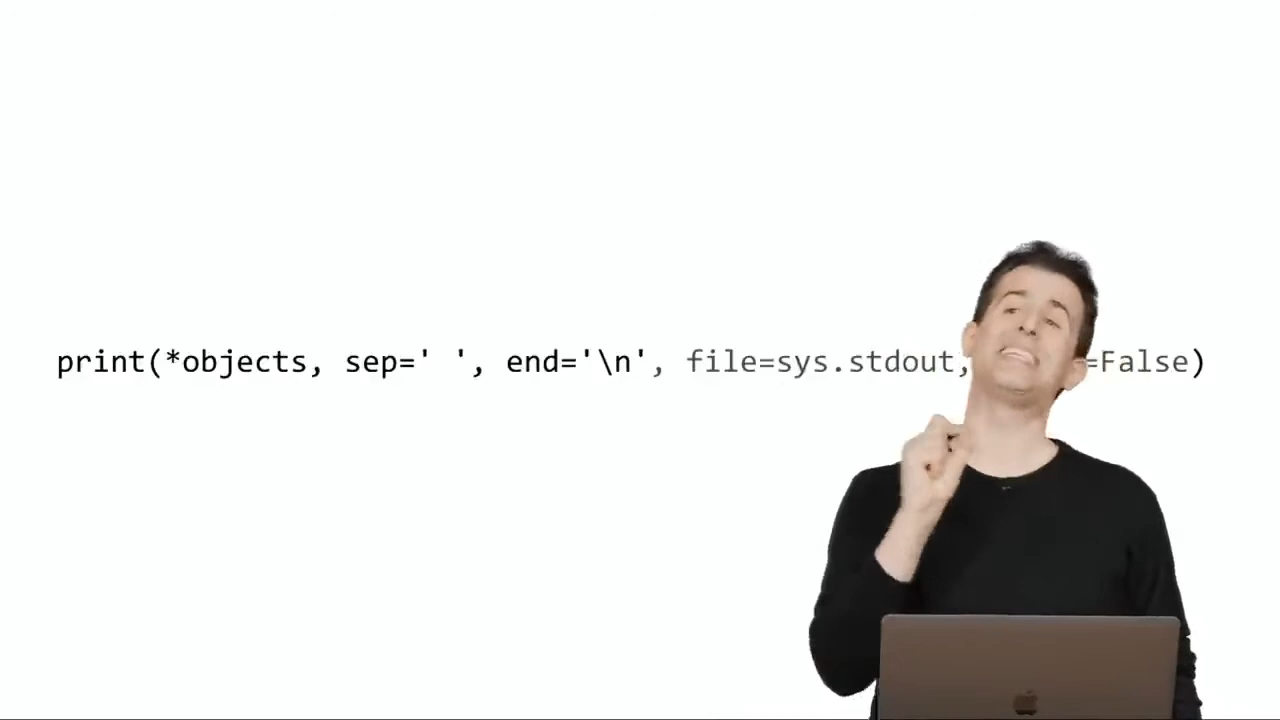 print(*objects, sep=' ', end='\n', file=sys.stdout, =False)